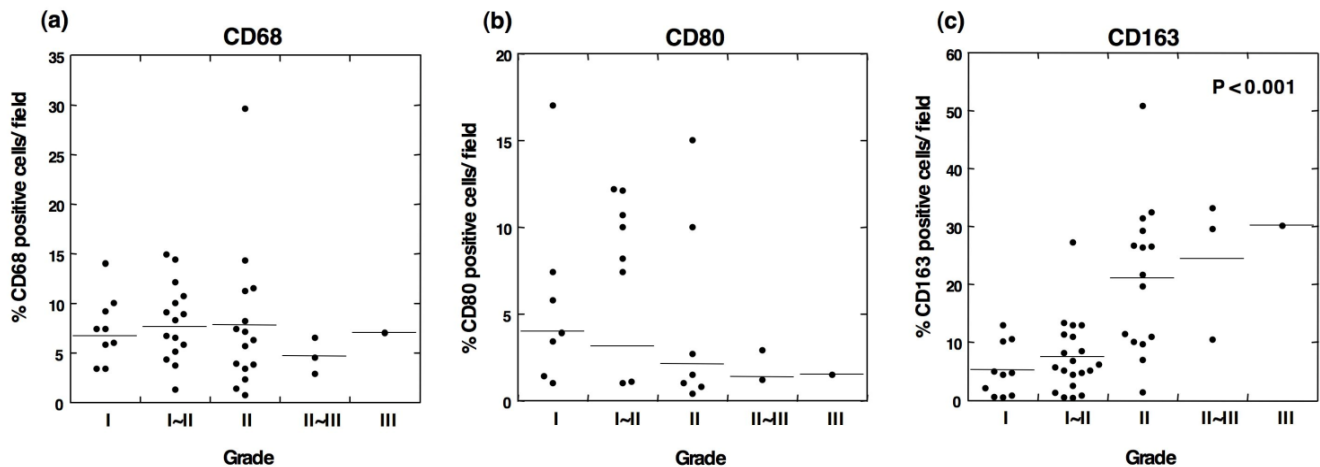 (a)
CD68
% CD68 positive cells/ field
35
30
25
20
15
10
5
0
I
I~II
II
II~III
III
Grade
(b)
CD80
% CD80 positive cells/ field
20
15
10
5
0
I
I~II
II
II~III
III
Grade
(c)
CD163
P < 0.001
% CD163 positive cells/ field
60
50
40
30
20
10
0
I
I~II
II
II~III
III
Grade